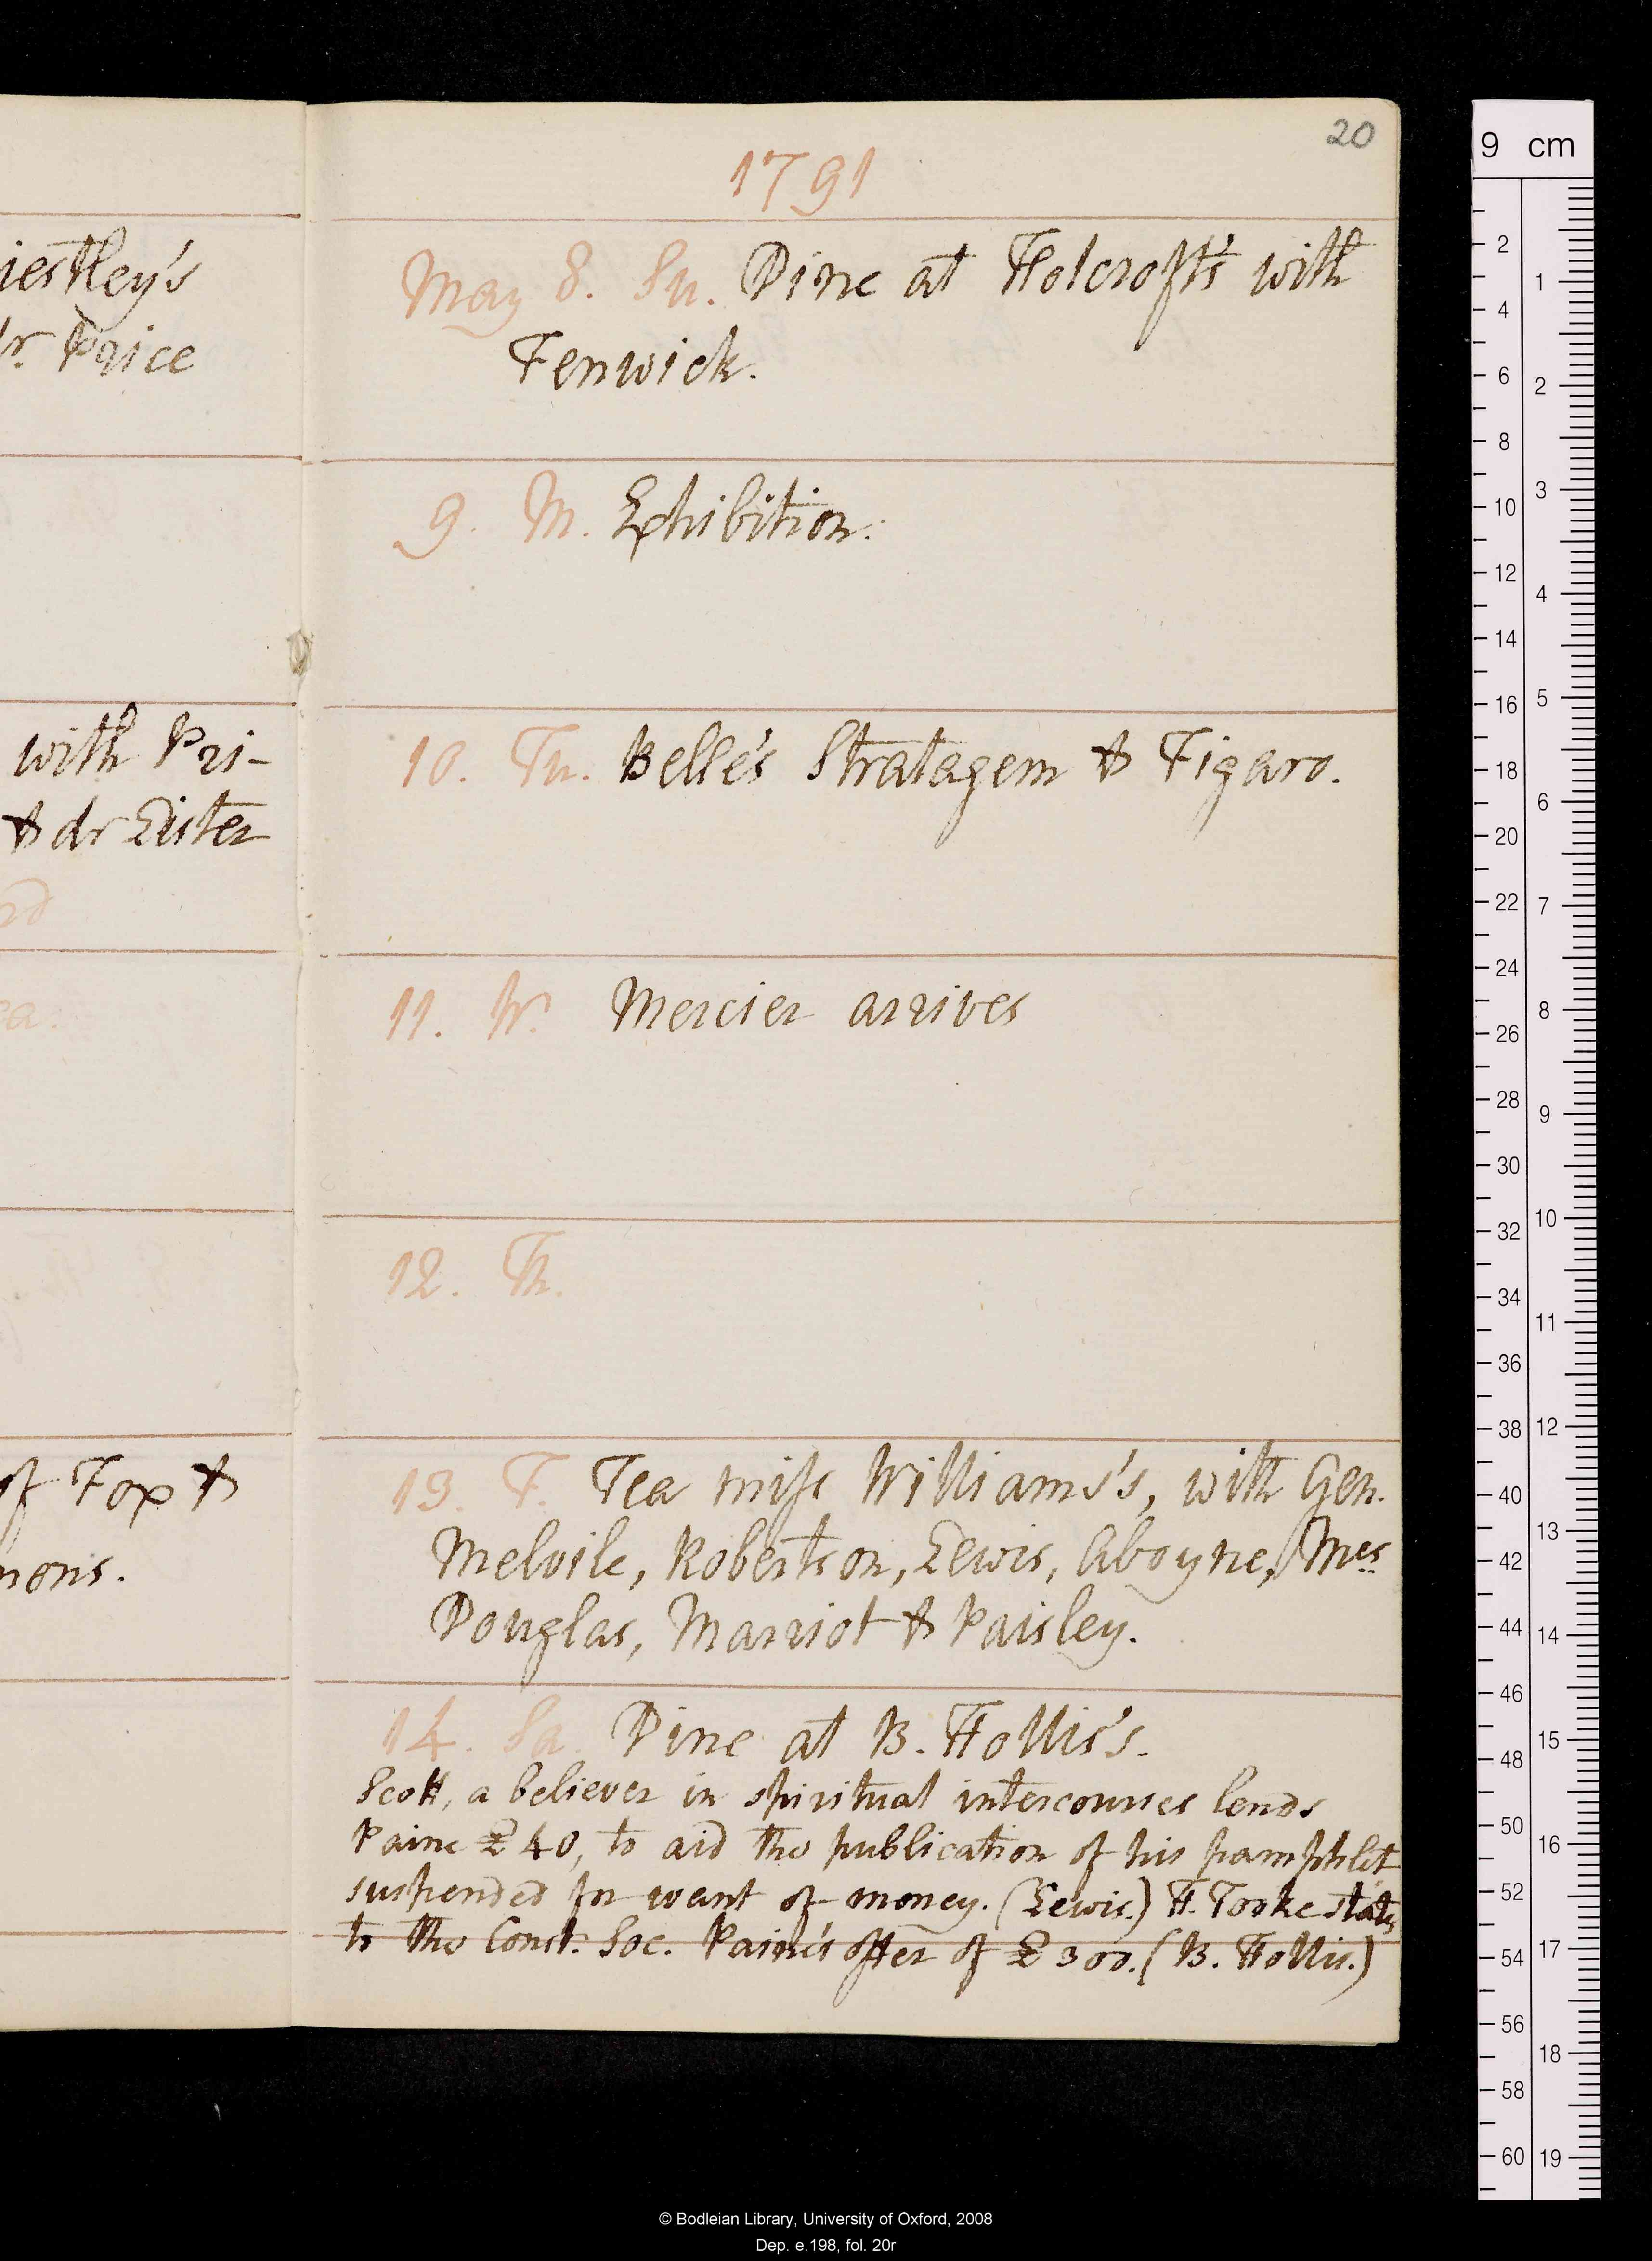 20
1791
iestley's
r. Price
May 8. Su. Dine at Holcroft's with
Fenwick.
9. M. Exhibition.
with Pri-
& dr Lister
10. Tu. Belle's Stratagem & Figaro.
11. W. Mercier arrives
12. Th.
of Fox &
mons.
13. F. Tea miss Williams's, with Gen.
Melvile, Robertson, Lewis, Aboyne, Mes
Douglas, Marriot & Paisley.
14. Sa. Dine at B. Hollis's.
Scott, a believer in spiritual intercourses lends
Paine £40, to aid the publication of his pamphlet
suspended for want of money. (Lewis.) H. Tooke states
to the Const. Soc. Paine's offer of £300. (B. Hollis.)
9 cm
2
4
6
8
10
12
14
16
18
20
22
24
26
28
30
32
34
36
38
40
42
44
46
48
50
52
54
56
58
60
1
2
3
4
5
6
7
8
9
10
11
12
13
14
15
16
17
18
19
© Bodleian Library, University of Oxford, 2008
Dep. e.198, fol. 20r